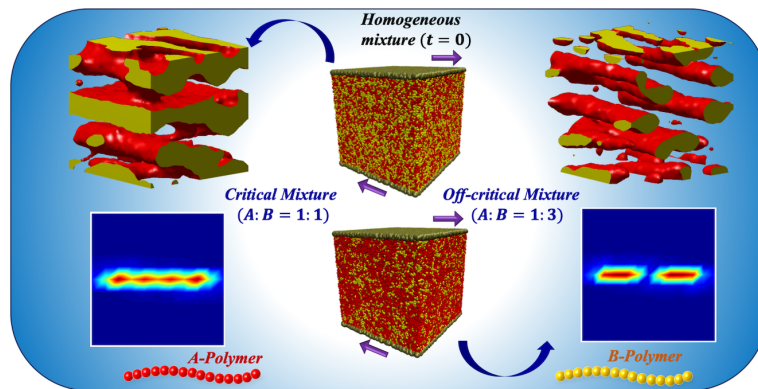 Homogeneous
mixture (t = 0)
Critical Mixture
(A: B = 1: 1)
Off-critical Mixture
(A: B = 1: 3)
A-Polymer
B-Polymer